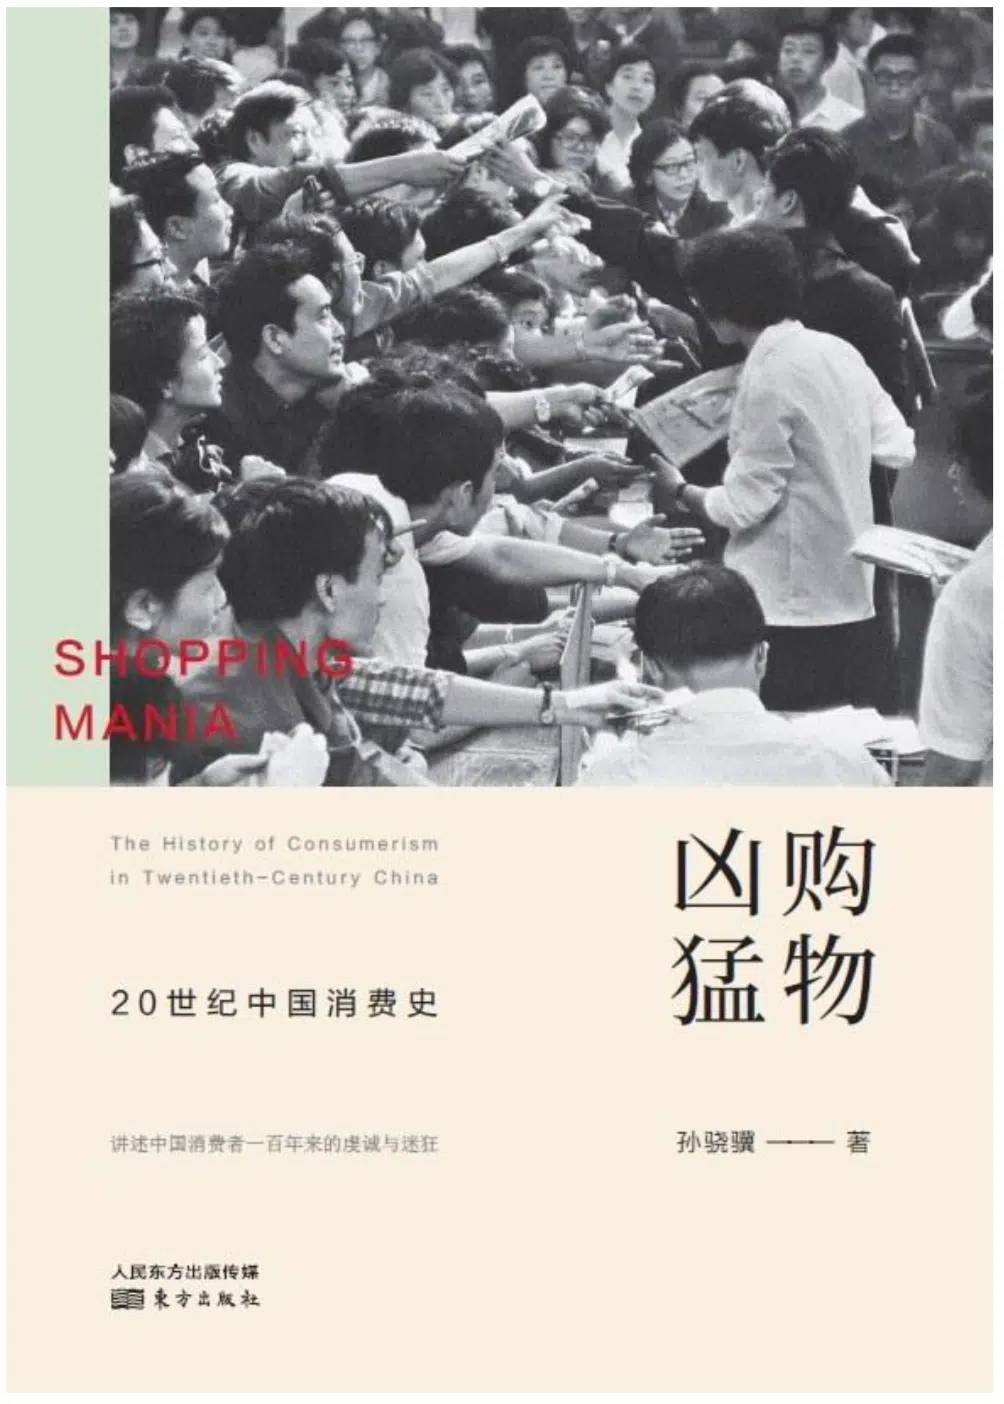 SHOPPING
MANIA
The History of Consumerism
in Twentieth-Century China
购物
凶猛
20世纪中国消费史
讲述中国消费者一百年来的虔诚与迷狂
孙骁骥 —— 著
人民东方出版传媒
東方出版社